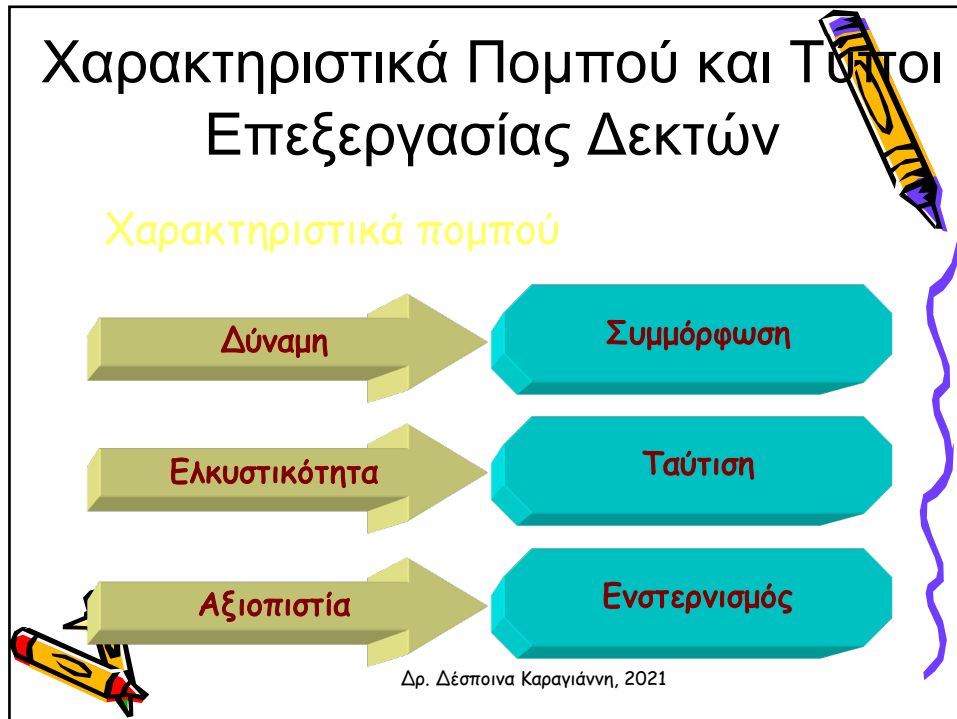 Χαρακτηριστικά Πομπού και Τύποι
Επεξεργασίας Δεκτών
Χαρακτηριστικά πομπού
Δύναμη
Συμμόρφωση
Ελκυστικότητα
Ταύτιση
Αξιοπιστία
Ενστερνισμός
Δρ. Δέσποινα Καραγιάννη, 2021